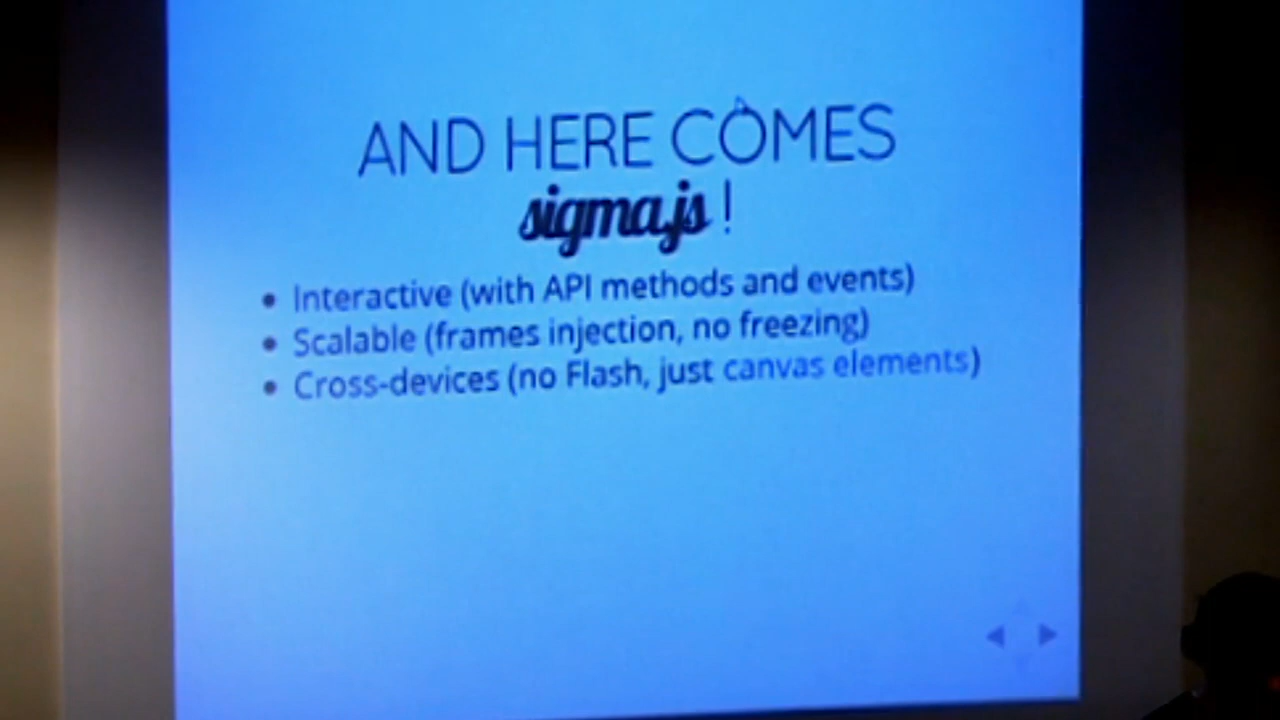 AND HERE COMES
sigma.js !
• Interactive (with API methods and events)
• Scalable (frames injection, no freezing)
• Cross-devices (no Flash, just canvas elements)